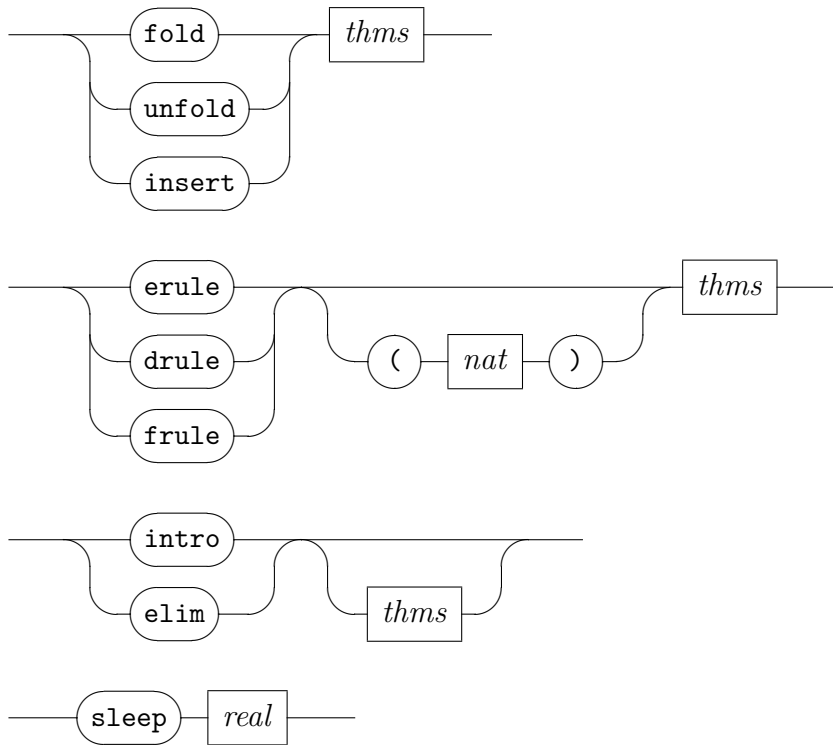 fold thms
unfold
insert
erule thms
drule ( nat )
frule
intro
elim thms
sleep real